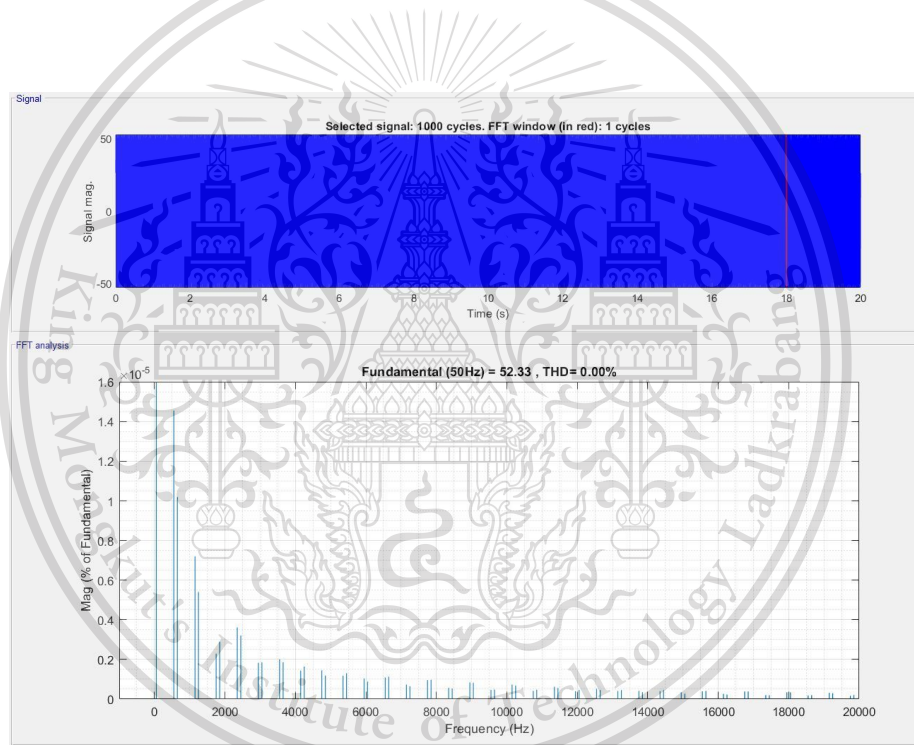 Signal
Selected signal: 1000 cycles. FFT window (in red): 1 cycles
50
0
-50
Signal mag.
0 2 4 6 8 10 12 14 16 18 20
Time (s)
FFT analysis
×10-5
Fundamental (50Hz) = 52.33 , THD= 0.00%
1.6
1.4
1.2
1
0.8
0.6
0.4
0.2
0
Mag (% of Fundamental)
0 2000 4000 6000 8000 10000 12000 14000 16000 18000 20000
Frequency (Hz)
King Mongkut's Institute of Technology Ladkrabang